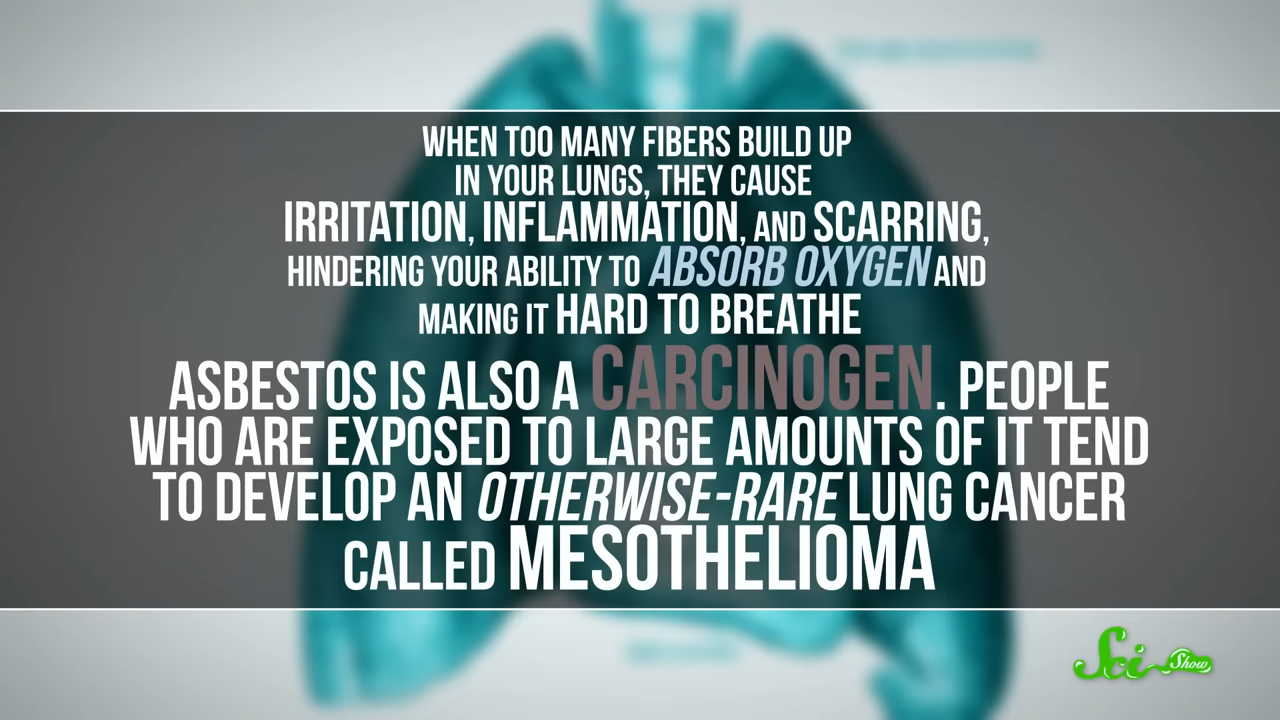 WHEN TOO MANY FIBERS BUILD UP
IN YOUR LUNGS, THEY CAUSE
IRRITATION, INFLAMMATION, AND SCARRING,
HINDERING YOUR ABILITY TO ABSORB OXYGEN AND
MAKING IT HARD TO BREATHE
ASBESTOS IS ALSO A CARCINOGEN. PEOPLE
WHO ARE EXPOSED TO LARGE AMOUNTS OF IT TEND
TO DEVELOP AN OTHERWISE-RARE LUNG CANCER
CALLED MESOTHELIOMA
Sci Show